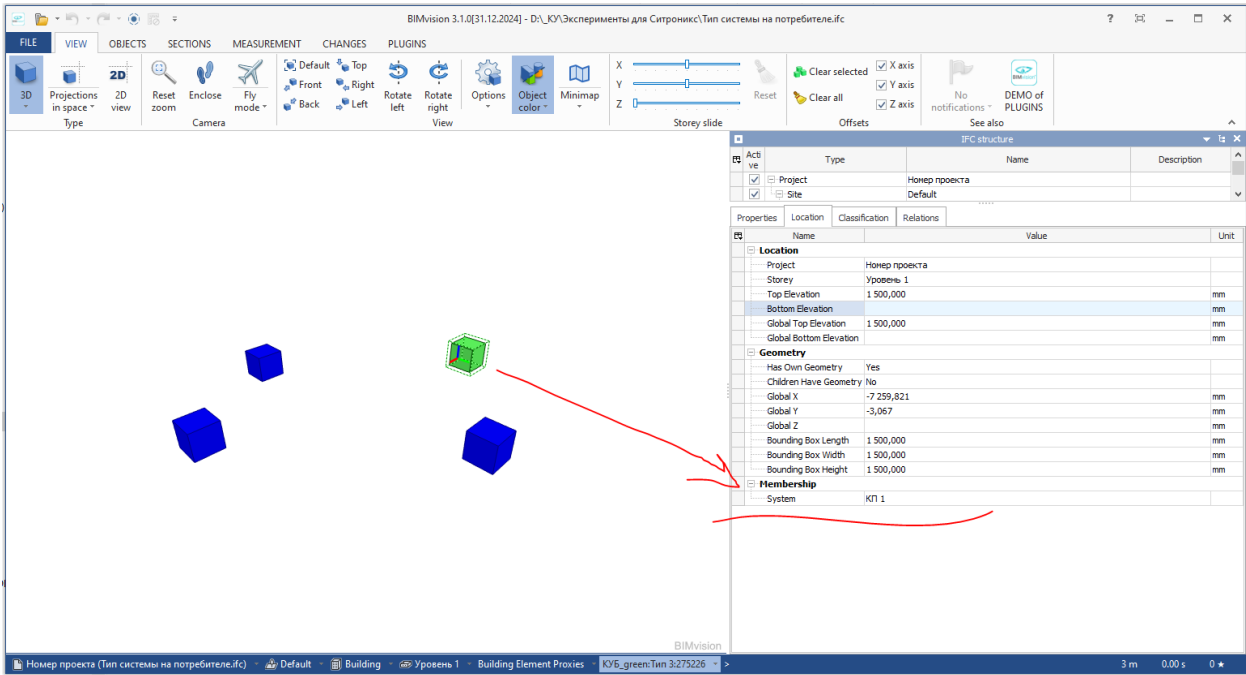 BIMvision 3.1.0[31.12.2024] - D:\_КУ\Эксперименты для Ситроникс\Тип системы на потребителе.ifc
FILE VIEW OBJECTS SECTIONS MEASUREMENT CHANGES PLUGINS
3D
Projections in space
2D
2D view
Type
Reset zoom
Enclose
Fly mode
Camera
Default Top
Front Right
Back Left
Rotate left
Rotate right
Options
Object color
Minimap
View
X
Y
Z
Reset
Storey slide
Clear selected
Clear all
X axis
Y axis
Z axis
Offsets
No notifications
BIM
DEMO of PLUGINS
See also
IFC structure
Active Type Name Description
Project Номер проекта
Site Default
Properties Location Classification Relations
Name Value Unit
Location
Project Номер проекта
Storey Уровень 1
Top Elevation 1 500,000 mm
Bottom Elevation mm
Global Top Elevation 1 500,000 mm
Global Bottom Elevation mm
Geometry
Has Own Geometry Yes
Children Have Geometry No
Global X -7 259,821 mm
Global Y -3,067 mm
Global Z mm
Bounding Box Length 1 500,000 mm
Bounding Box Width 1 500,000 mm
Bounding Box Height 1 500,000 mm
Membership
System КП 1
BIMvision
Номер проекта (Тип системы на потребителе.ifc) Default Building Уровень 1 Building Element Proxies КУБ_green:Тип 3:275226 > 3 m 0.00 s 0